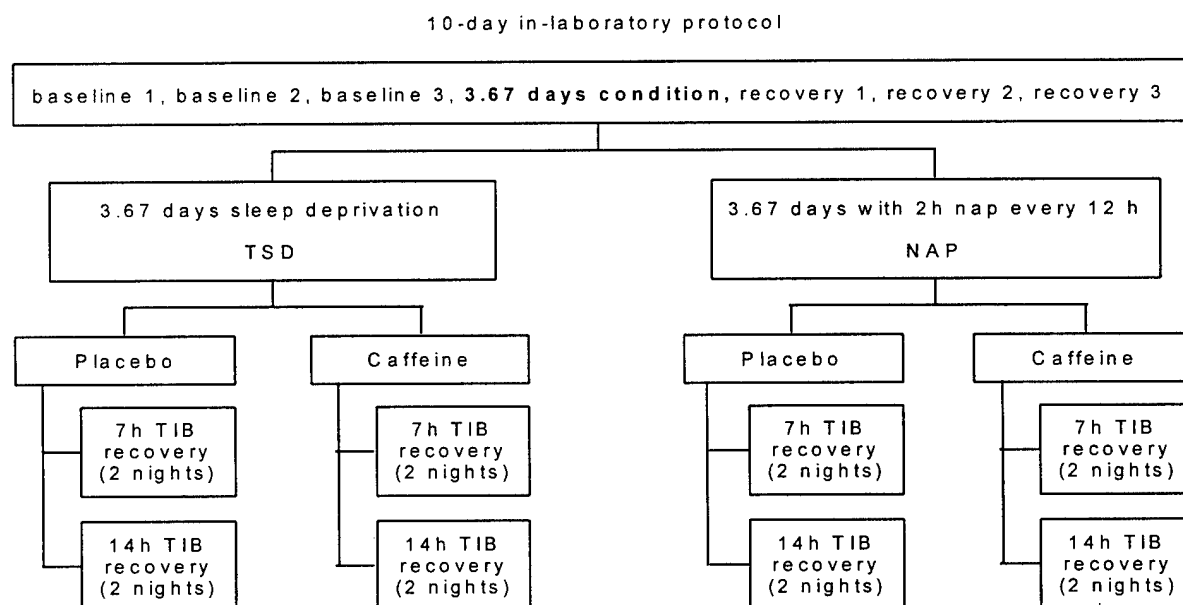 10-day in-laboratory protocol
baseline 1, baseline 2, baseline 3, 3.67 days condition, recovery 1, recovery 2, recovery 3
3.67 days sleep deprivation
TSD
3.67 days with 2h nap every 12 h
NAP
Placebo
Caffeine
Placebo
Caffeine
7h TIB
recovery
(2 nights)
7h TIB
recovery
(2 nights)
7h TIB
recovery
(2 nights)
7h TIB
recovery
(2 nights)
14h TIB
recovery
(2 nights)
14h TIB
recovery
(2 nights)
14h TIB
recovery
(2 nights)
14h TIB
recovery
(2 nights)